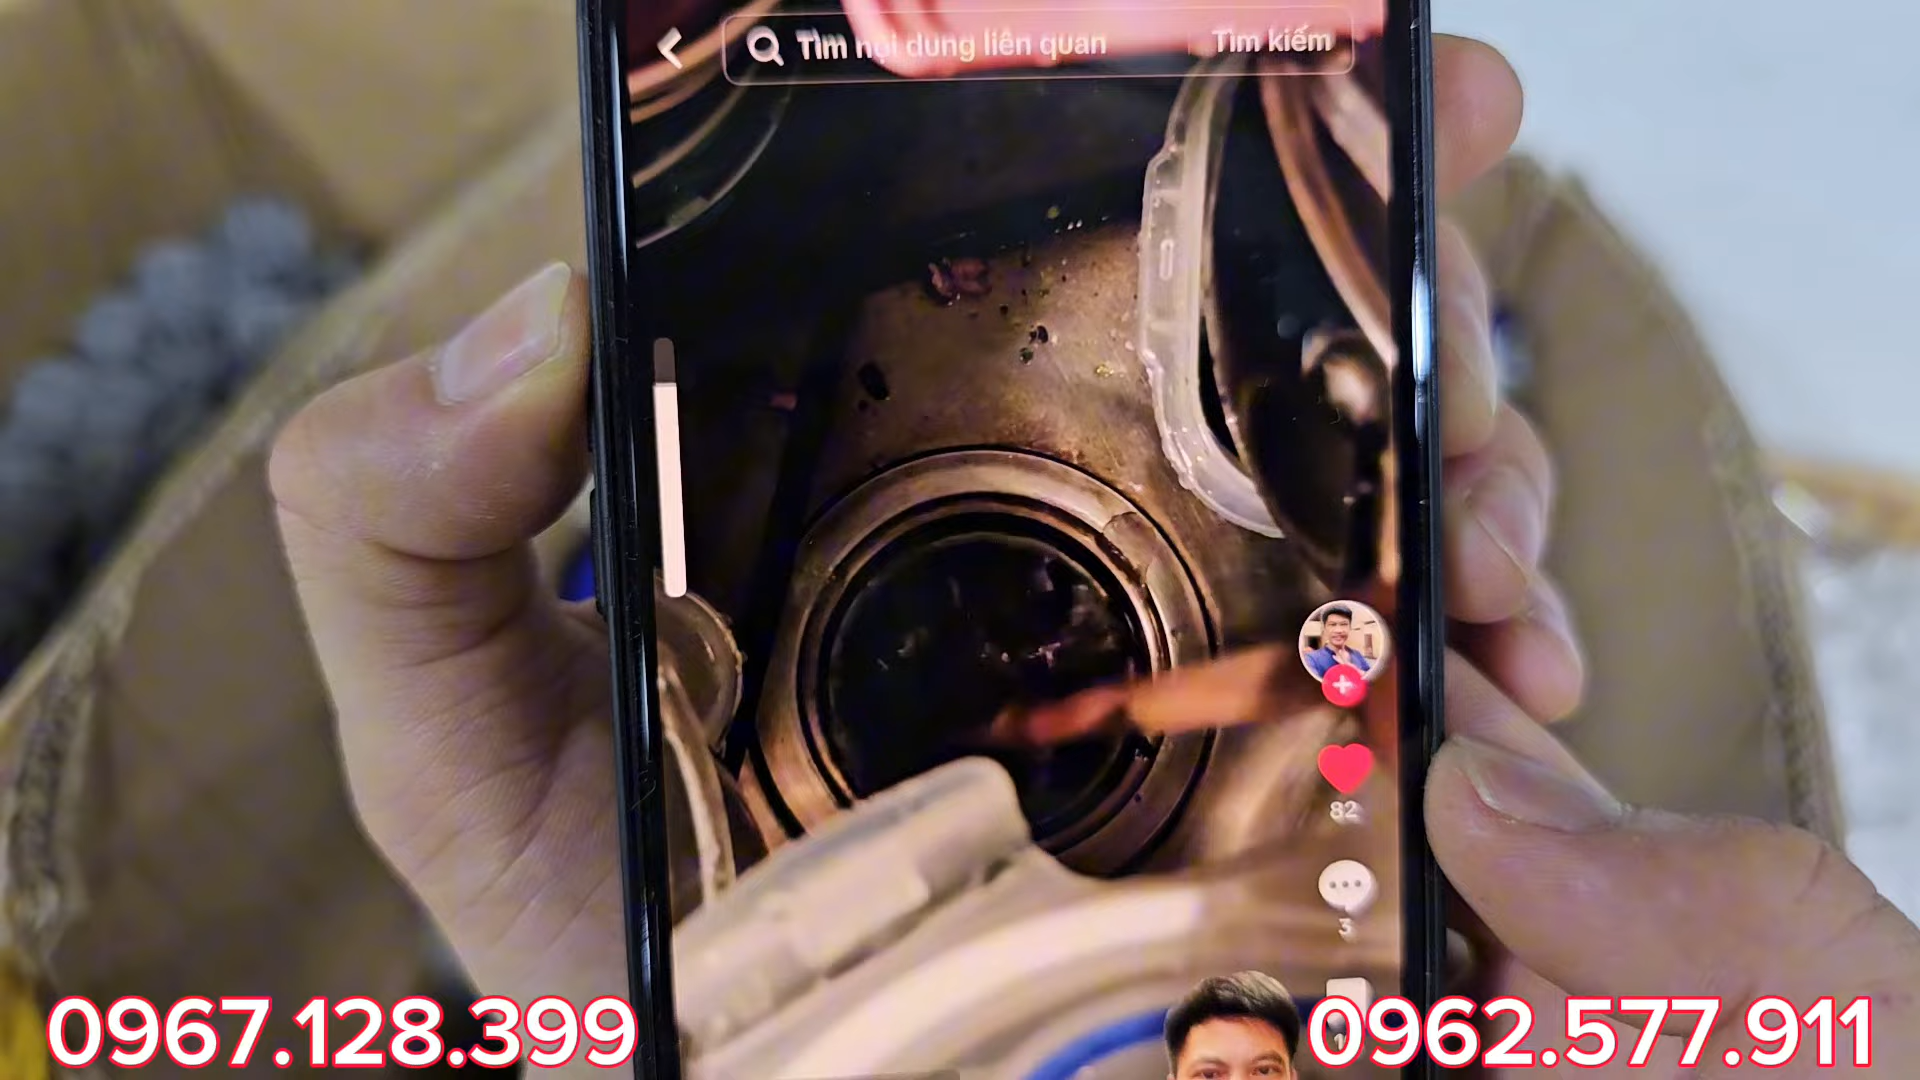 Tìm nội dung liên quan
Tìm kiếm
82
3
0967.128.399
0962.577.911